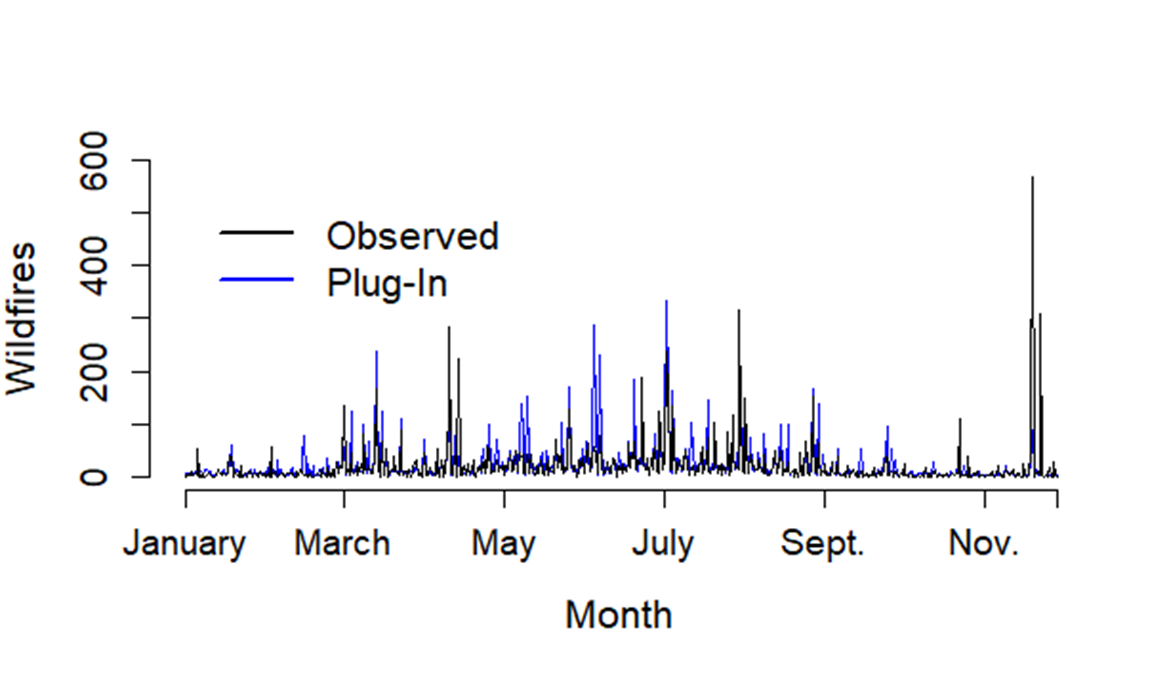 600
400
200
0
Wildfires
Observed
Plug-In
January March May July Sept. Nov.
Month